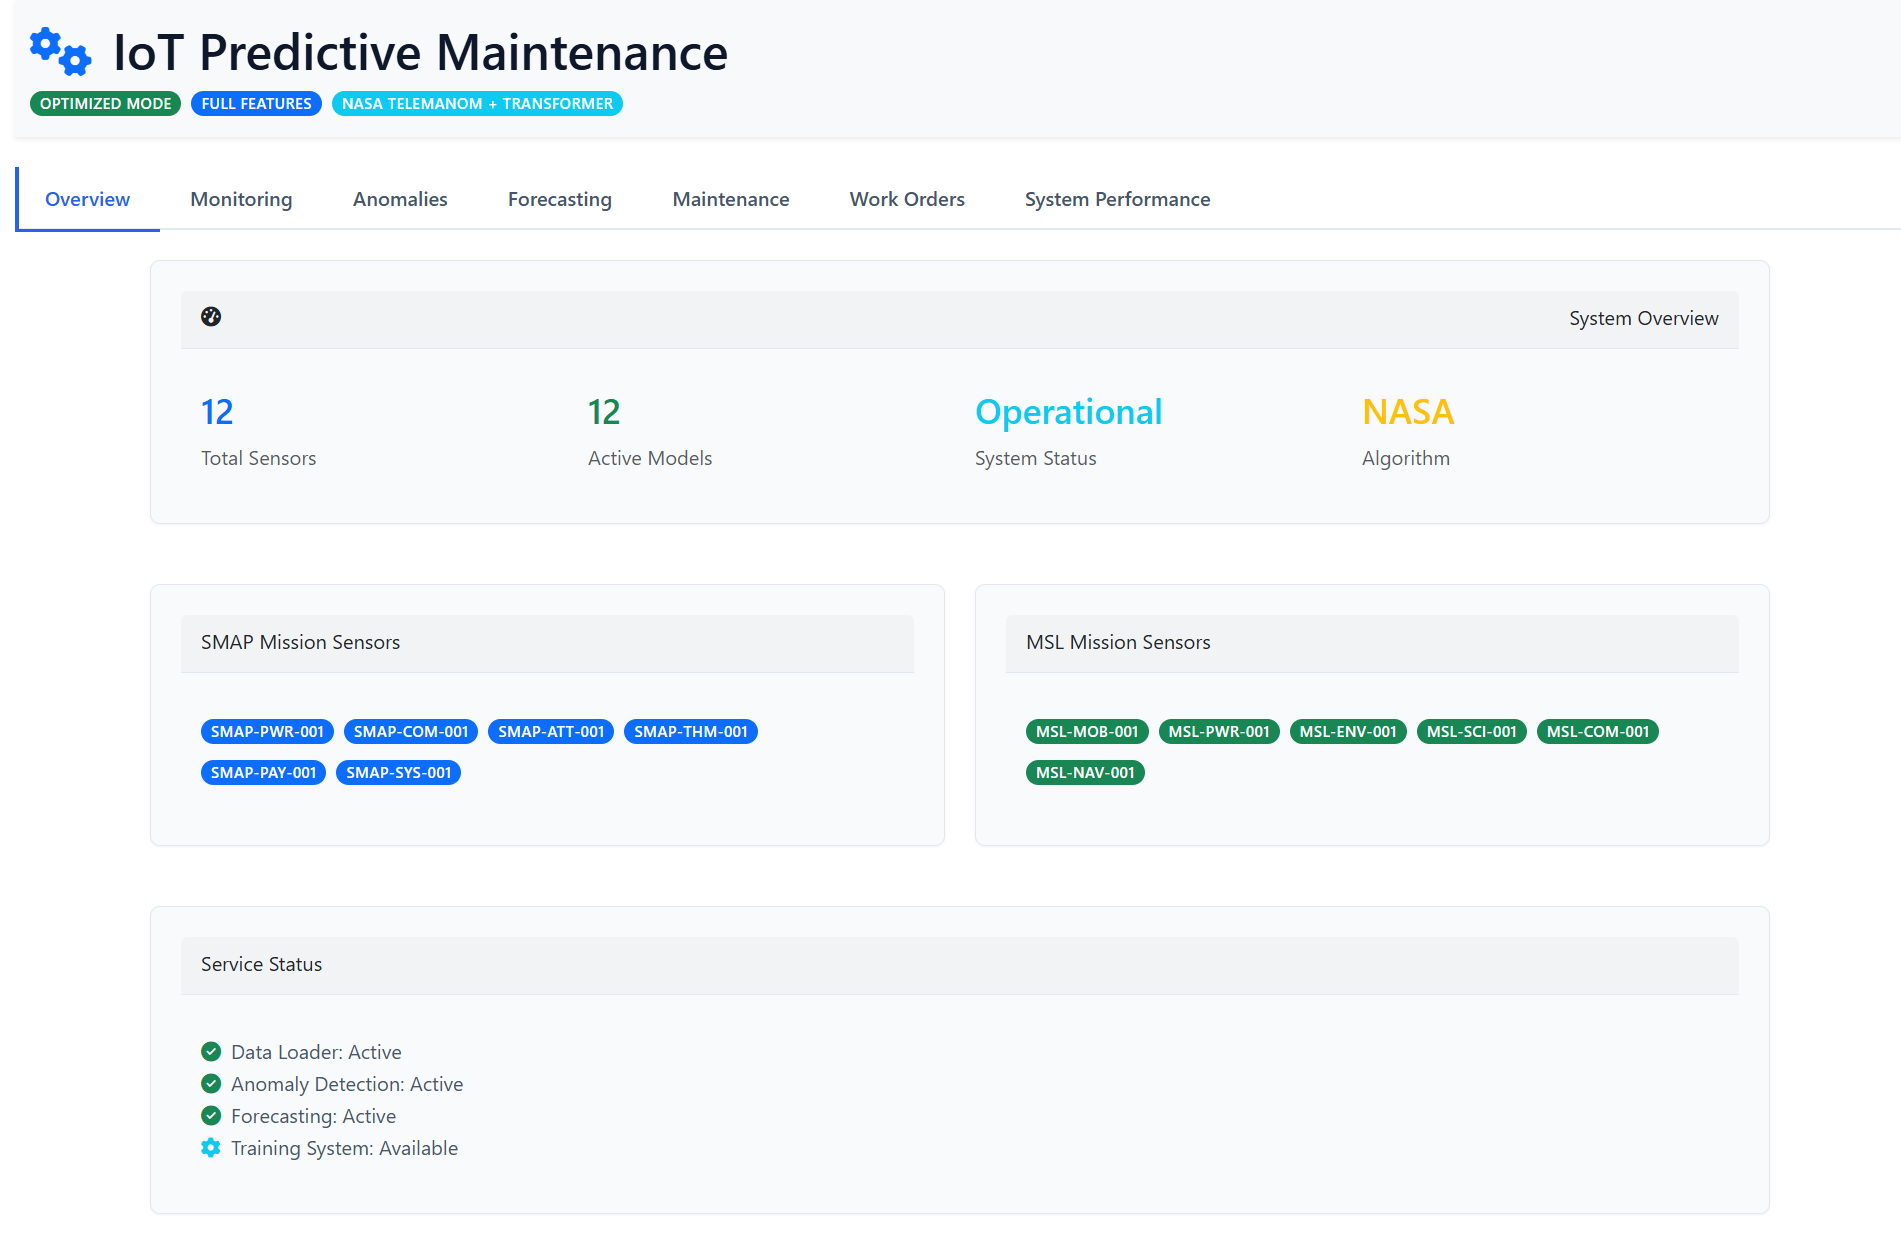 IoT Predictive Maintenance
OPTIMIZED MODE FULL FEATURES NASA TELEMANOM + TRANSFORMER
Overview Monitoring Anomalies Forecasting Maintenance Work Orders System Performance
System Overview
12 12 Operational NASA
Total Sensors Active Models System Status Algorithm
SMAP Mission Sensors
SMAP-PWR-001 SMAP-COM-001 SMAP-ATT-001 SMAP-THM-001
SMAP-PAY-001 SMAP-SYS-001
MSL Mission Sensors
MSL-MOB-001 MSL-PWR-001 MSL-ENV-001 MSL-SCI-001 MSL-COM-001
MSL-NAV-001
Service Status
Data Loader: Active
Anomaly Detection: Active
Forecasting: Active
Training System: Available